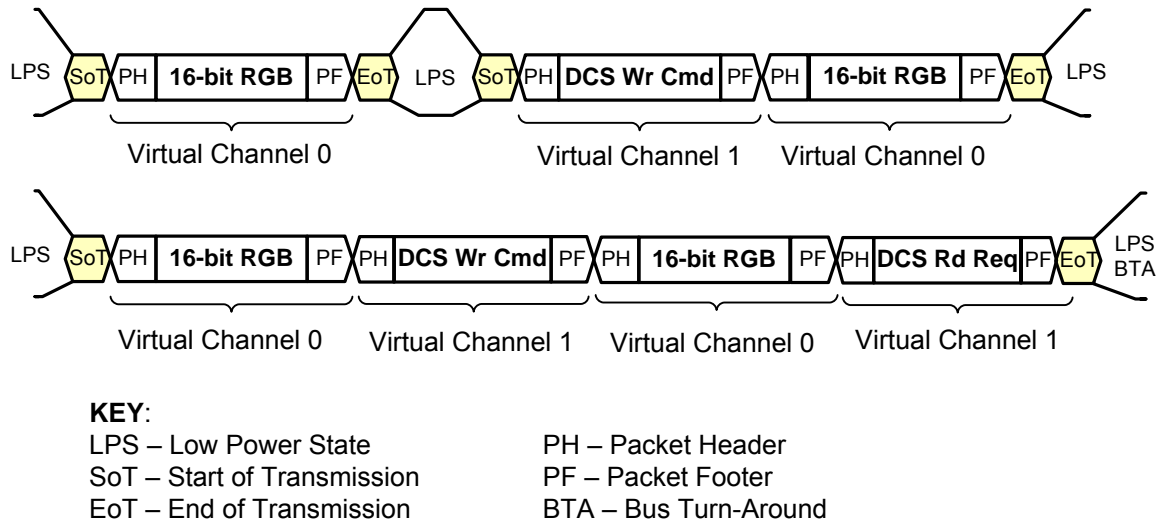 LPS SoT PH 16-bit RGB PF EoT LPS SoT PH DCS Wr Cmd PF PH 16-bit RGB PF EoT LPS
Virtual Channel 0 Virtual Channel 1 Virtual Channel 0
LPS SoT PH 16-bit RGB PF PH DCS Wr Cmd PF PH 16-bit RGB PF PH DCS Rd Req PF EoT LPS
BTA
Virtual Channel 0 Virtual Channel 1 Virtual Channel 0 Virtual Channel 1
KEY:
LPS – Low Power State PH – Packet Header
SoT – Start of Transmission PF – Packet Footer
EoT – End of Transmission BTA – Bus Turn-Around